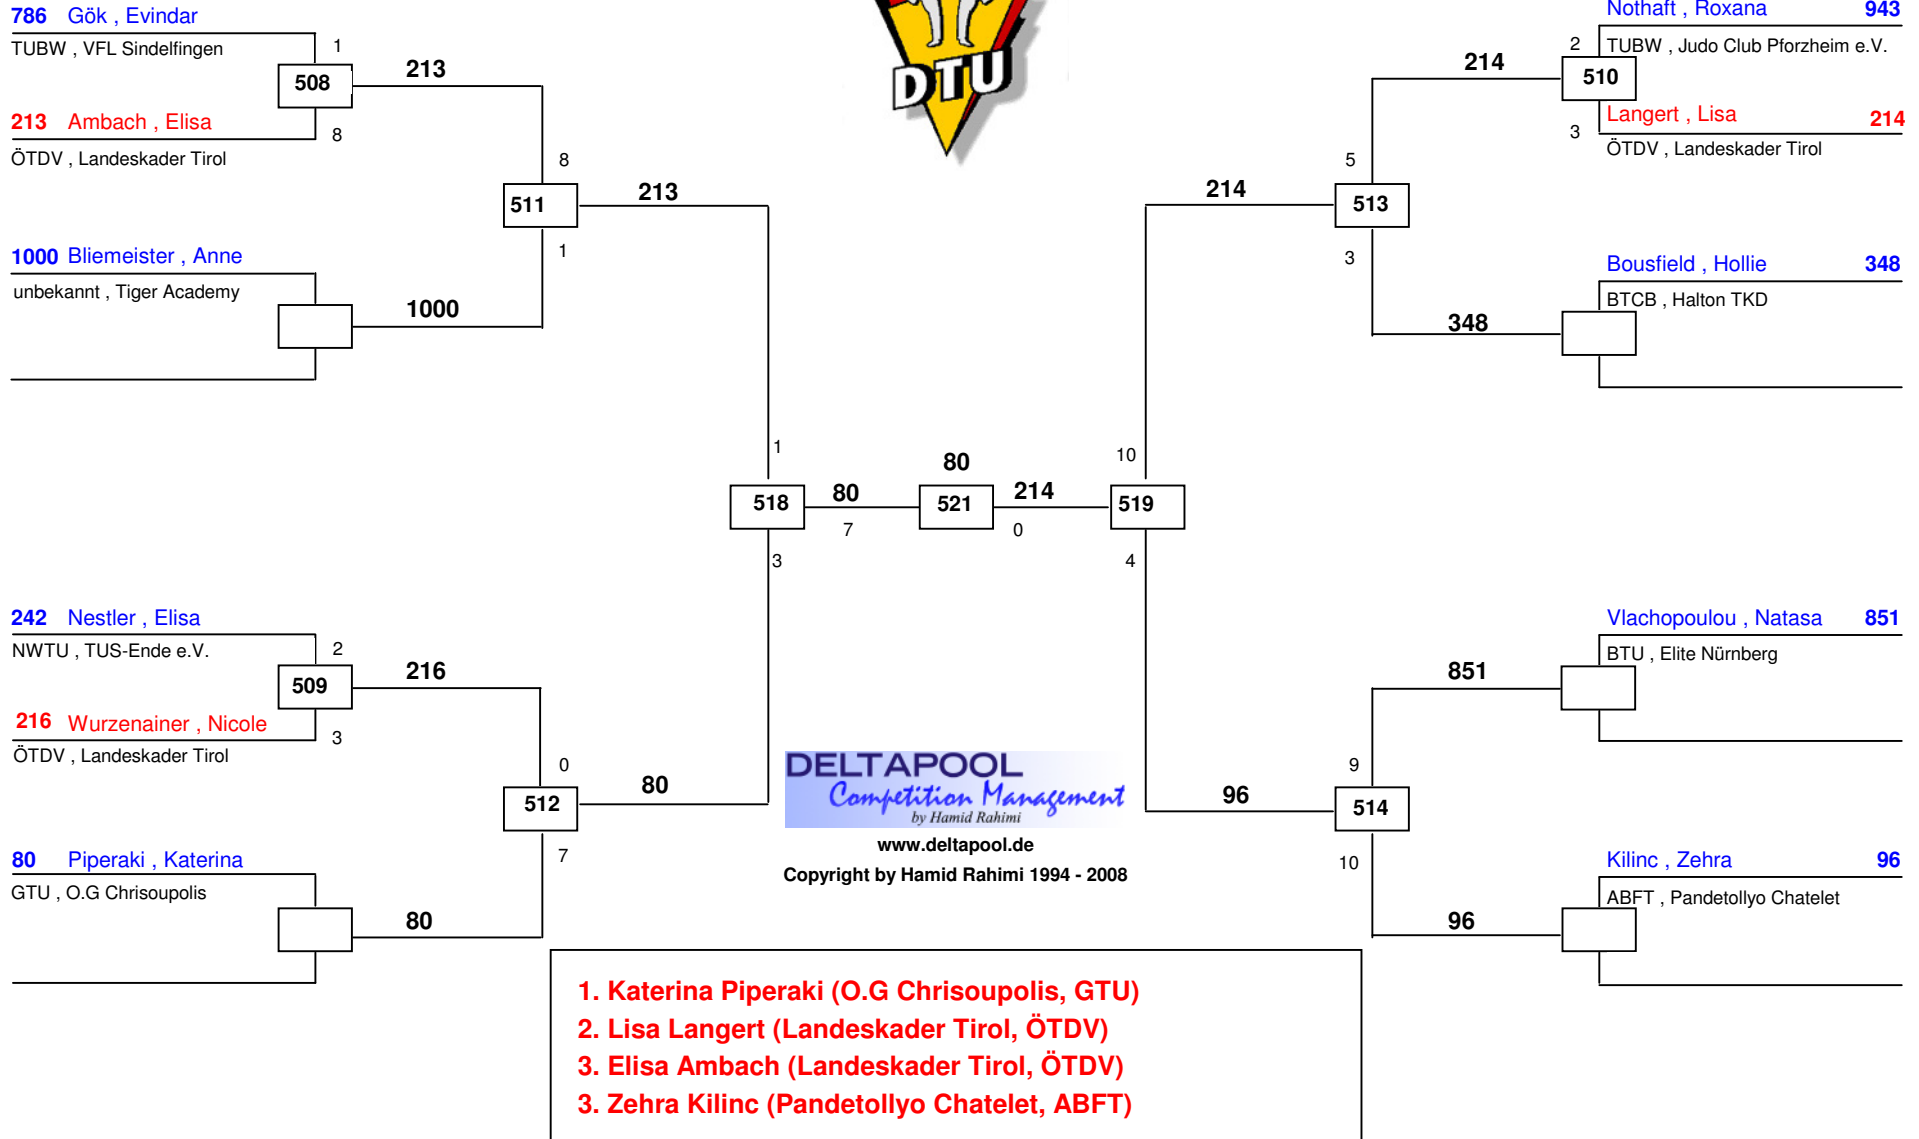 786 Gök , Evindar
TUBW , VFL Sindelfingen
1
508
213
213 Ambach , Elisa
8
ÖTDV , Landeskader Tirol
8
511
213
1
1000 Bliemeister , Anne
unbekannt , Tiger Academy
1000
DTU
Nothaft , Roxana 943
2
TUBW , Judo Club Pforzheim e.V.
214
510
Langert , Lisa 214
3
ÖTDV , Landeskader Tirol
5
214
513
3
Bousfield , Hollie 348
BTCB , Halton TKD
348
1
10
80
518
80
521
214
519
7
0
3
4
242 Nestler , Elisa
NWTU , TUS-Ende e.V.
2
509
216
216 Wurzenainer , Nicole
3
ÖTDV , Landeskader Tirol
0
512
80
7
80 Piperaki , Katerina
GTU , O.G Chrisoupolis
80
Vlachopoulou , Natasa 851
BTU , Elite Nürnberg
851
9
96
514
10
Kilinc , Zehra 96
ABFT , Pandetollyo Chatelet
96
DELTAPOOL
Competition Management
by Hamid Rahimi
www.deltapool.de
Copyright by Hamid Rahimi 1994 - 2008
1. Katerina Piperaki (O.G Chrisoupolis, GTU)
2. Lisa Langert (Landeskader Tirol, ÖTDV)
3. Elisa Ambach (Landeskader Tirol, ÖTDV)
3. Zehra Kilinc (Pandetollyo Chatelet, ABFT)